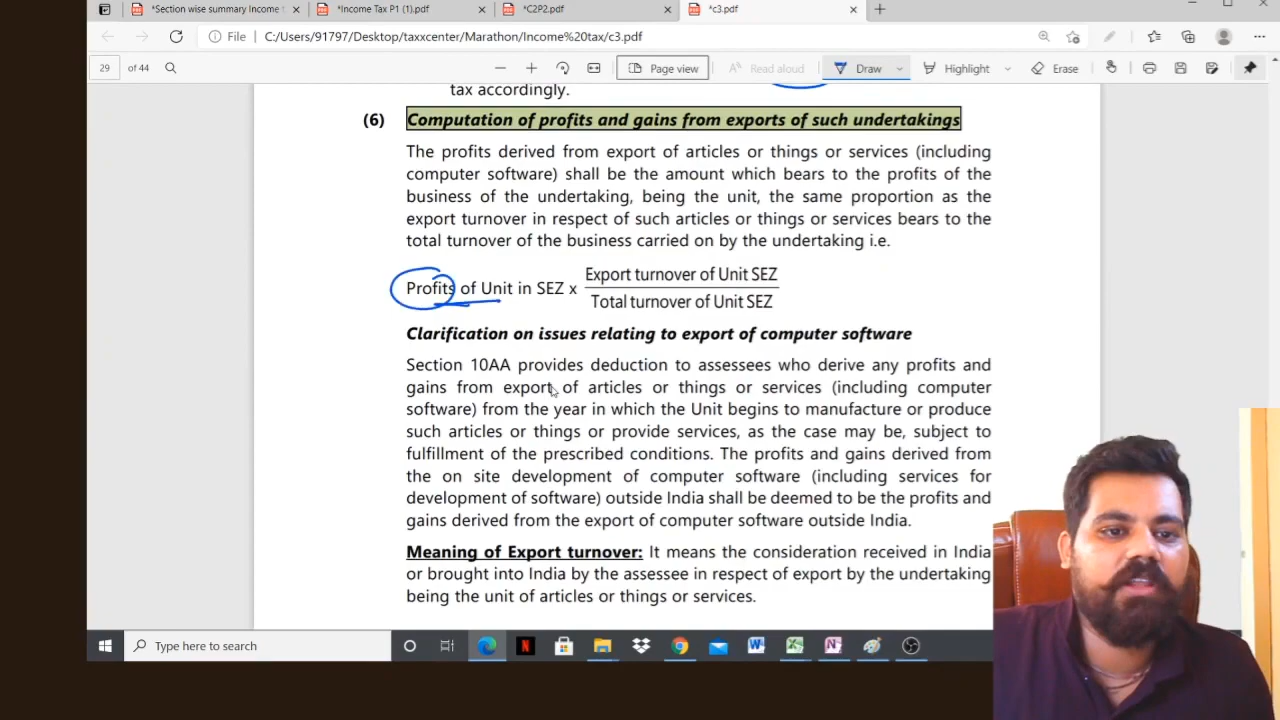 *Section wise summary Income t
*Income Tax P1 (1).pdf
*C2P2.pdf
*c3.pdf
File
C:/Users/91797/Desktop/taxxcenter/Marathon/Income%20tax/c3.pdf
29
of 44
Page view
Read aloud
Draw
Highlight
Erase
tax accordingly.
(6) Computation of profits and gains from exports of such undertakings
The profits derived from export of articles or things or services (including
computer software) shall be the amount which bears to the profits of the
business of the undertaking, being the unit, the same proportion as the
export turnover in respect of such articles or things or services bears to the
total turnover of the business carried on by the undertaking i.e.
Export turnover of Unit SEZ
Profits of Unit in SEZ x
Total turnover of Unit SEZ
Clarification on issues relating to export of computer software
Section 10AA provides deduction to assessees who derive any profits and
gains from export of articles or things or services (including computer
software) from the year in which the Unit begins to manufacture or produce
such articles or things or provide services, as the case may be, subject to
fulfillment of the prescribed conditions. The profits and gains derived from
the on site development of computer software (including services for
development of software) outside India shall be deemed to be the profits and
gains derived from the export of computer software outside India.
Meaning of Export turnover: It means the consideration received in India
or brought into India by the assessee in respect of export by the undertaking
being the unit of articles or things or services.
Type here to search